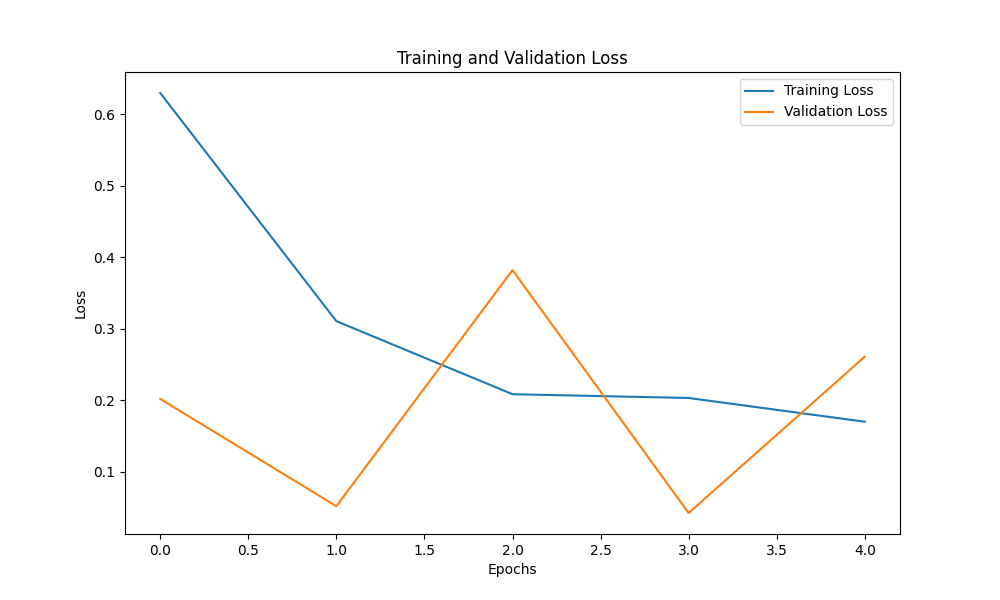 Training and Validation Loss
Training Loss
Validation Loss
0.6
0.5
0.4
0.3
0.2
0.1
Loss
0.0 0.5 1.0 1.5 2.0 2.5 3.0 3.5 4.0
Epochs